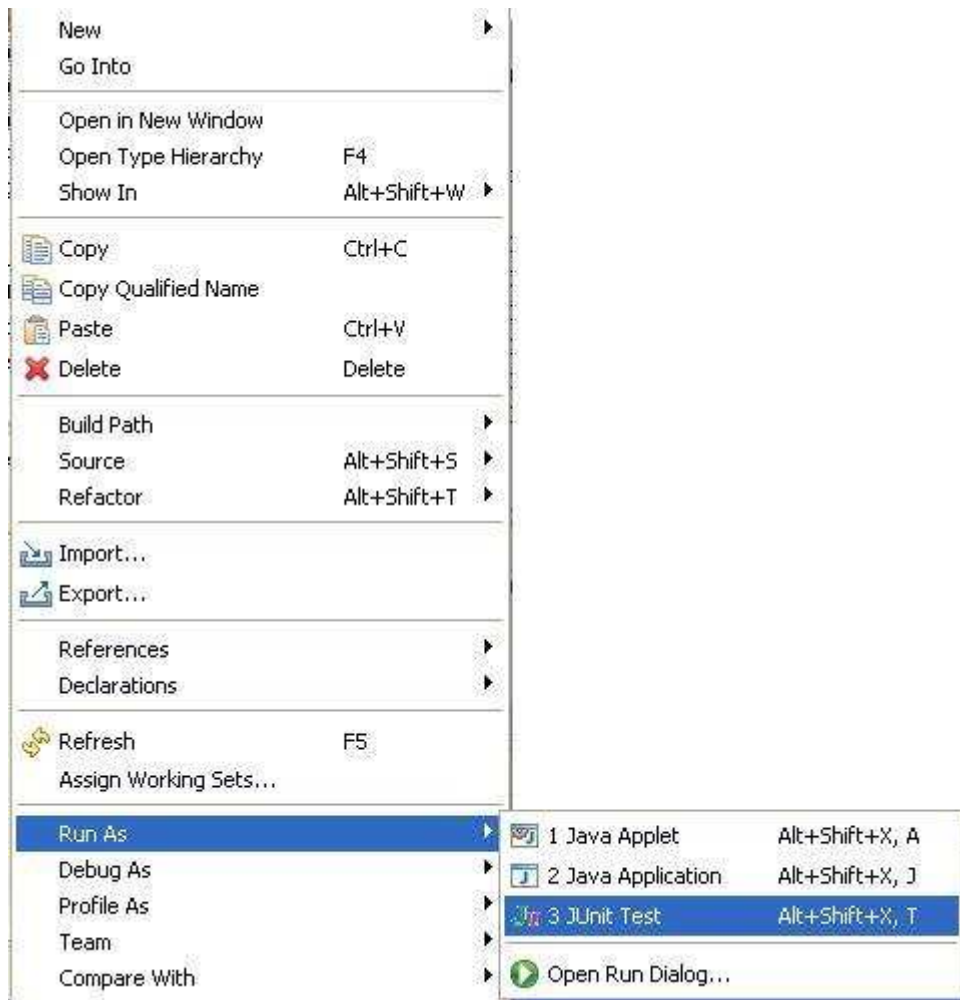 New
Go Into
Open in New Window
Open Type Hierarchy F4
Show In Alt+Shift+W
Copy Ctrl+C
Copy Qualified Name
Paste Ctrl+V
Delete Delete
Build Path
Source Alt+Shift+S
Refactor Alt+Shift+T
Import...
Export...
References
Declarations
Refresh F5
Assign Working Sets...
Run As
Debug As
Profile As
Team
Compare With
1 Java Applet Alt+Shift+X, A
2 Java Application Alt+Shift+X, J
3 JUnit Test Alt+Shift+X, T
Open Run Dialog...